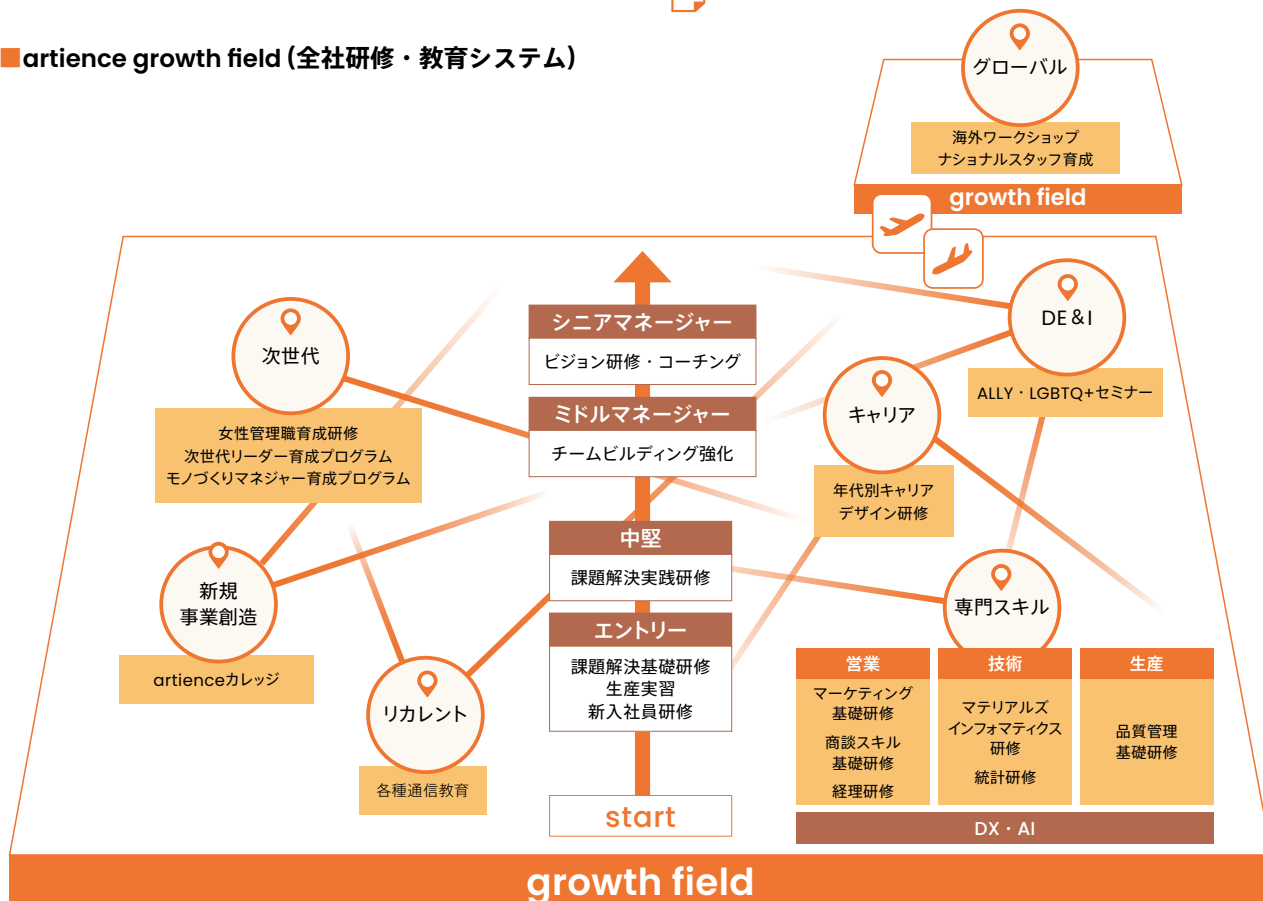 ■artience growth field (全社研修・教育システム)
グローバル
海外ワークショップ
ナショナルスタッフ育成
growth field
シニアマネージャー
ビジョン研修・コーチング
ミドルマネージャー
チームビルディング強化
中堅
課題解決実践研修
エントリー
課題解決基礎研修
生産実習
新入社員研修
start
次世代
女性管理職育成研修
次世代リーダー育成プログラム
モノづくりマネジャー育成プログラム
新規
事業創造
artienceカレッジ
リカレント
各種通信教育
DE&I
ALLY・LGBTQ+セミナー
キャリア
年代別キャリア
デザイン研修
専門スキル
営業
マーケティング
基礎研修
商談スキル
基礎研修
経理研修
技術
マテリアルズ
インフォマティクス
研修
統計研修
生産
品質管理
基礎研修
DX・AI
growth field